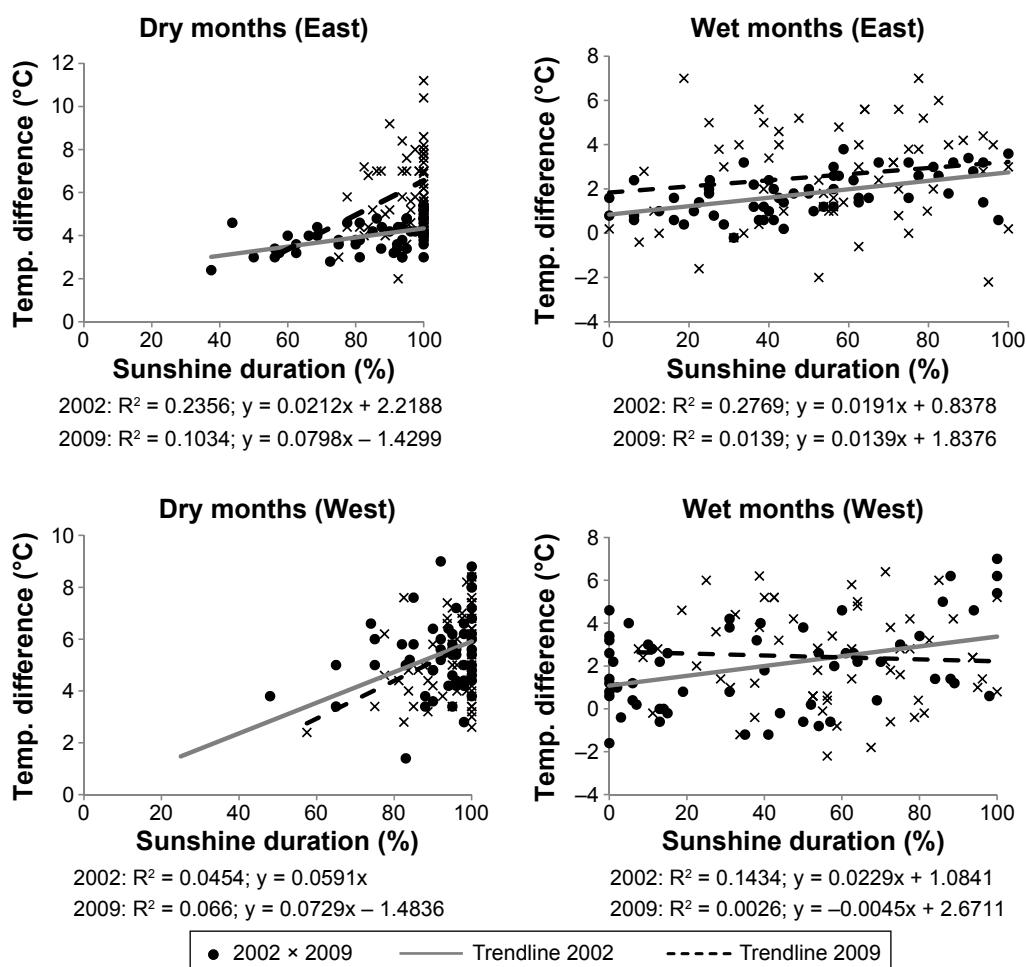 Dry months (East)
Temp. difference (°C)
12
10
8
6
4
2
0
0 20 40 60 80 100
Sunshine duration (%)
2002: R² = 0.2356; y = 0.0212x + 2.2188
2009: R² = 0.1034; y = 0.0798x – 1.4299
Wet months (East)
Temp. difference (°C)
8
6
4
2
0
–2
–4
0 20 40 60 80 100
Sunshine duration (%)
2002: R² = 0.2769; y = 0.0191x + 0.8378
2009: R² = 0.0139; y = 0.0139x + 1.8376
Dry months (West)
Temp. difference (°C)
10
8
6
4
2
0
0 20 40 60 80 100
Sunshine duration (%)
2002: R² = 0.0454; y = 0.0591x
2009: R² = 0.066; y = 0.0729x – 1.4836
Wet months (West)
Temp. difference (°C)
8
6
4
2
0
–2
–4
0 20 40 60 80 100
Sunshine duration (%)
2002: R² = 0.1434; y = 0.0229x + 1.0841
2009: R² = 0.0026; y = –0.0045x + 2.6711
2002 × 2009 Trendline 2002 Trendline 2009